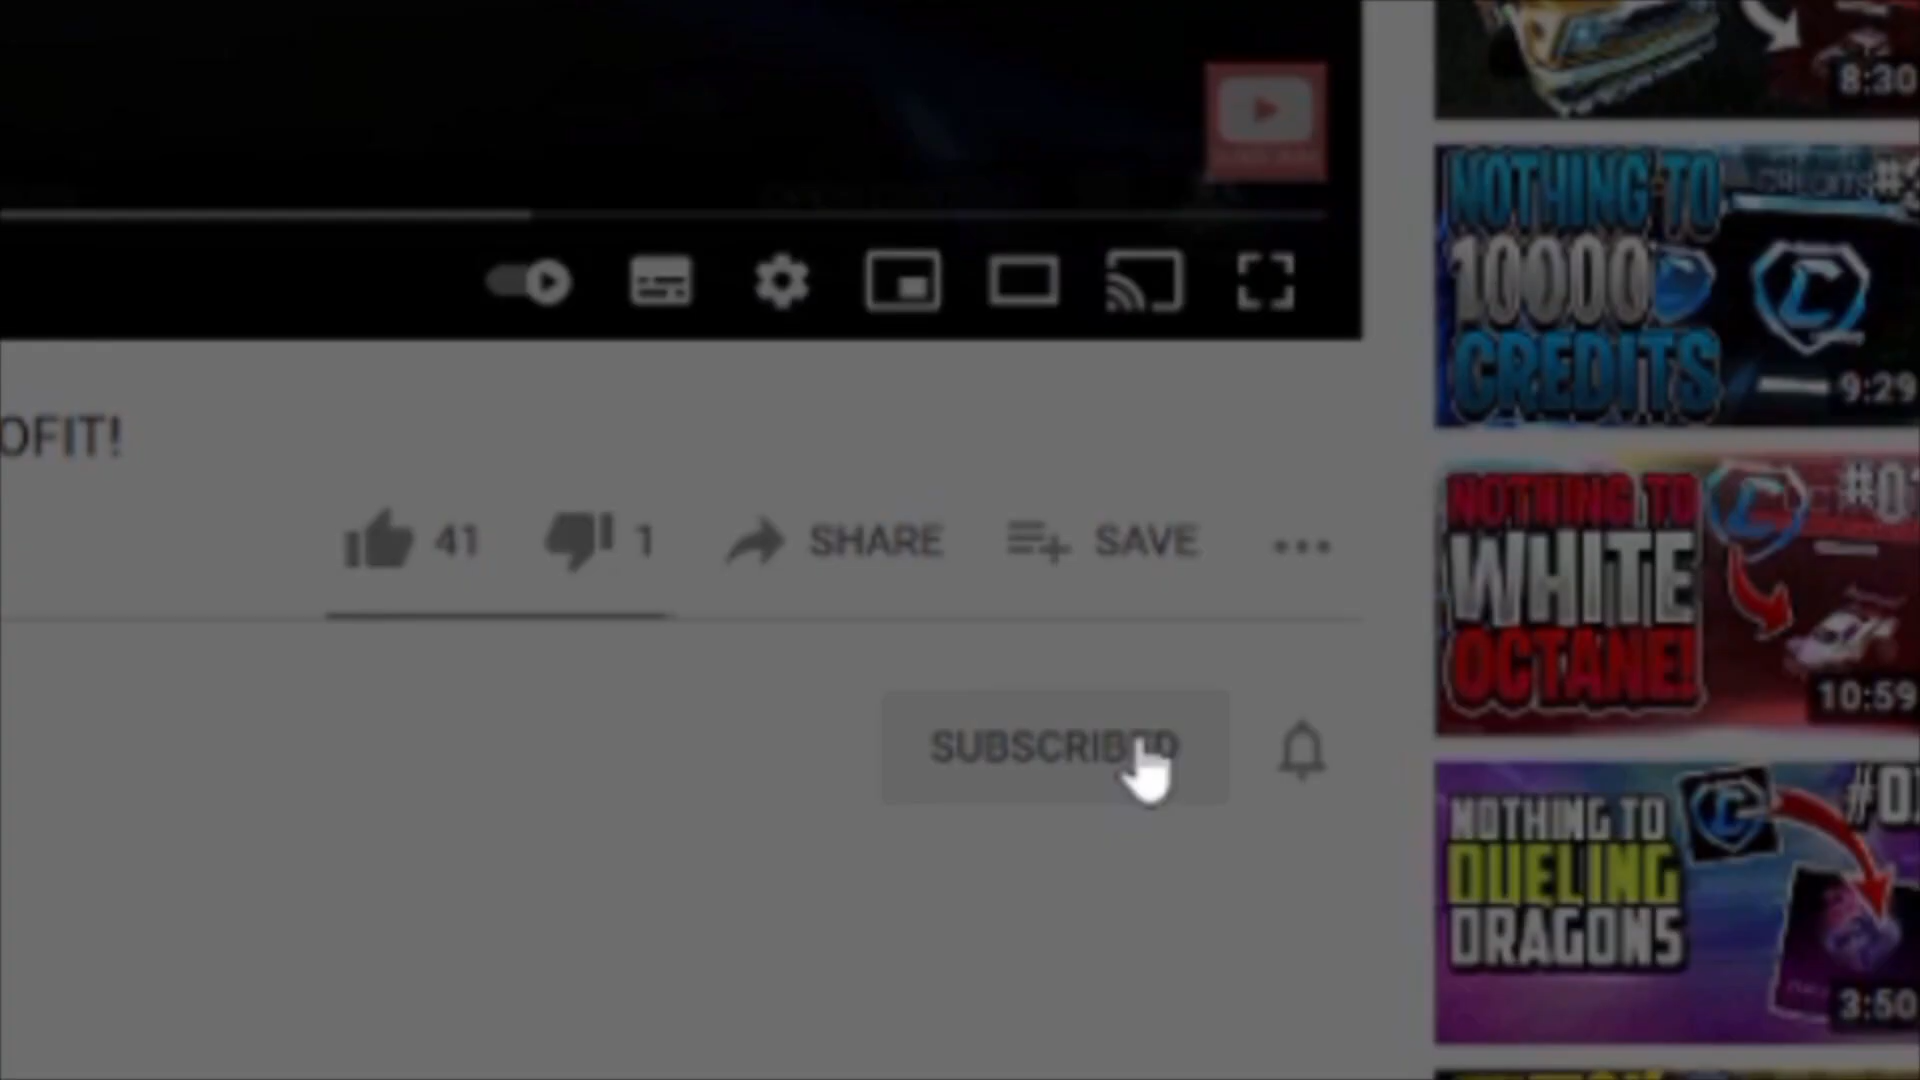 8:30
NOTHING TO
10000
CREDITS
9:29
OFIT!
41
1
SHARE
SAVE
NOTHING TO
WHITE
OCTANE!
10:59
SUBSCRIBED
NOTHING TO
DUELING
DRAGONS
3:50